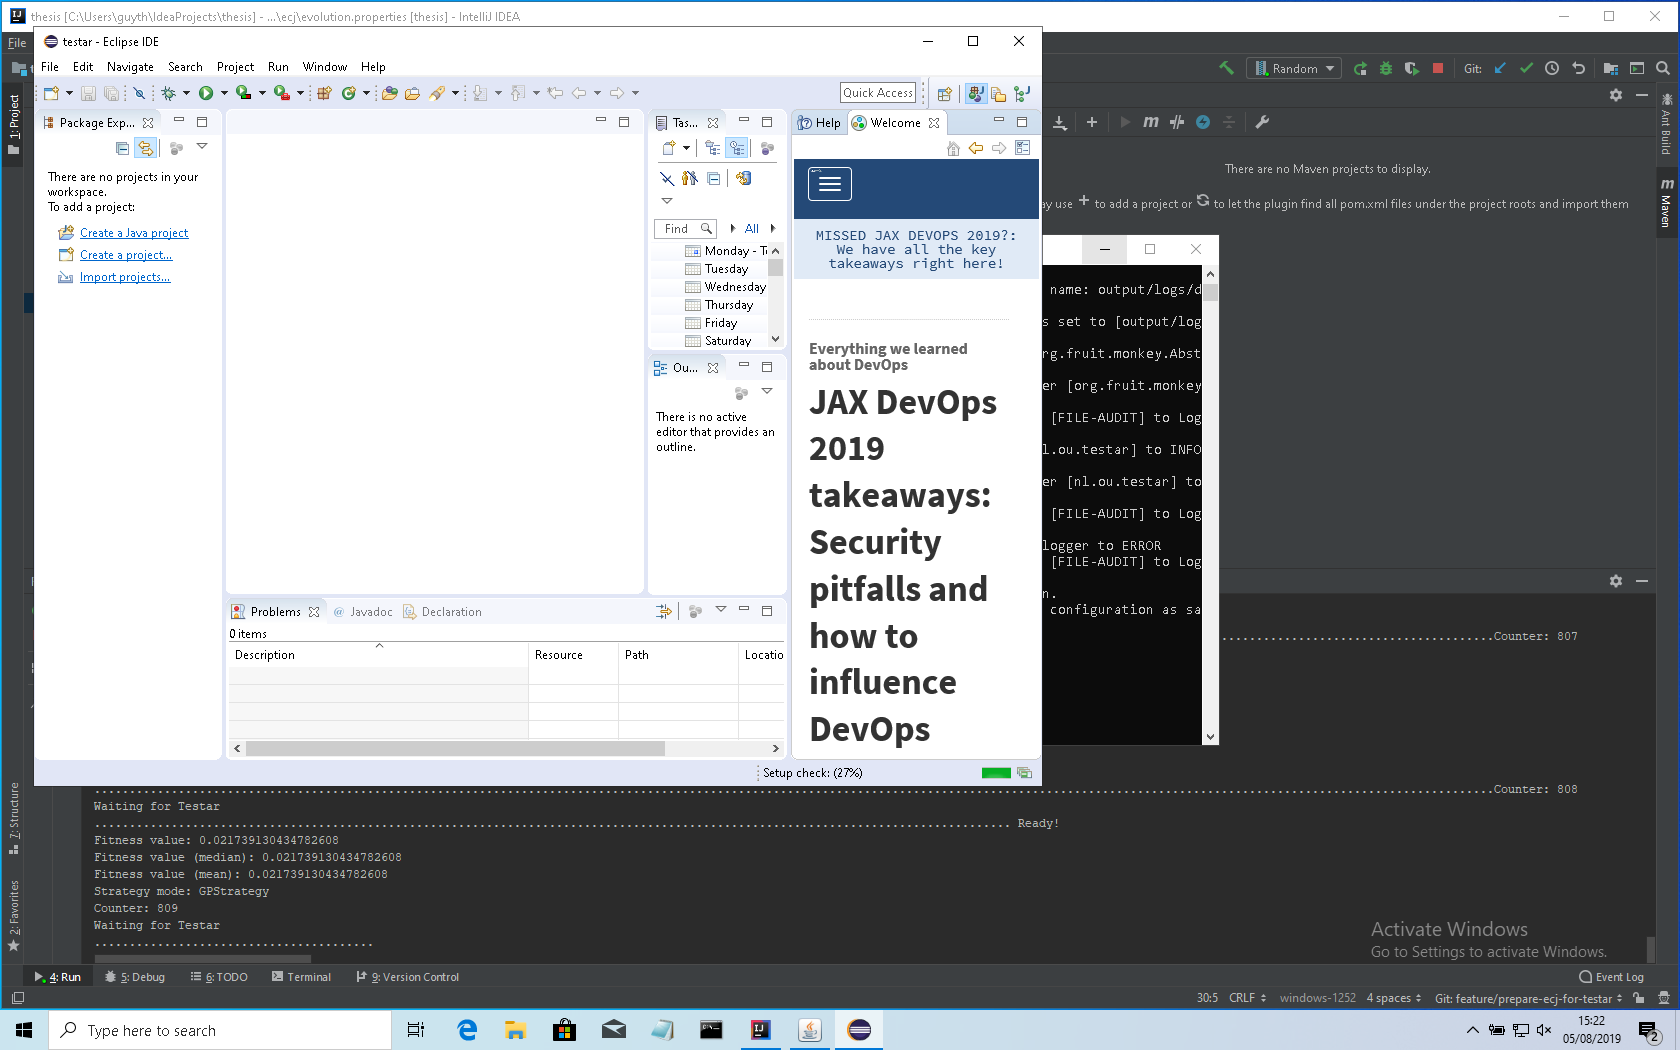 thesis [C:\Users\guyth\IdeaProjects\thesis] - ...\ecj\evolution.properties [thesis] - IntelliJ IDEA
File
testar - Eclipse IDE
File Edit Navigate Search Project Run Window Help
Quick Access
Random
Git:
Package Exp...
There are no projects in your
workspace.
To add a project:
Create a Java project
Create a project...
Import projects...
Tas...
Find
All
Monday - To
Tuesday
Wednesday
Thursday
Friday
Saturday
Ou...
There is no active
editor that provides an
outline.
Help
Welcome
MISSED JAX DEVOPS 2019?:
We have all the key
takeaways right here!
Everything we learned
about DevOps
JAX DevOps
2019
takeaways:
Security
pitfalls and
how to
influence
DevOps
Problems
Javadoc
Declaration
0 items
Description Resource Path Locatio
Setup check: (27%)
There are no Maven projects to display.
ay use + to add a project or to let the plugin find all pom.xml files under the project roots and import them
name: output/logs/d
s set to [output/log
rg.fruit.monkey.Abst
er [org.fruit.monkey
[FILE-AUDIT] to Log
l.ou.testar] to INFO
er [nl.ou.testar] to
[FILE-AUDIT] to Log
logger to ERROR
[FILE-AUDIT] to Log
n.
configuration as sa
Counter: 807
Counter: 808
Waiting for Testar
Ready!
Fitness value: 0.021739130434782608
Fitness value (median): 0.021739130434782608
Fitness value (mean): 0.021739130434782608
Strategy mode: GPStrategy
Counter: 809
Waiting for Testar
1: Project
7: Structure
2: Favorites
Ant Build
m Maven
Activate Windows
Go to Settings to activate Windows.
4: Run 5: Debug 6: TODO Terminal 9: Version Control
Event Log
30:5 CRLF windows-1252 4 spaces Git: feature/prepare-ecj-for-testar
Type here to search
15:22
05/08/2019
2